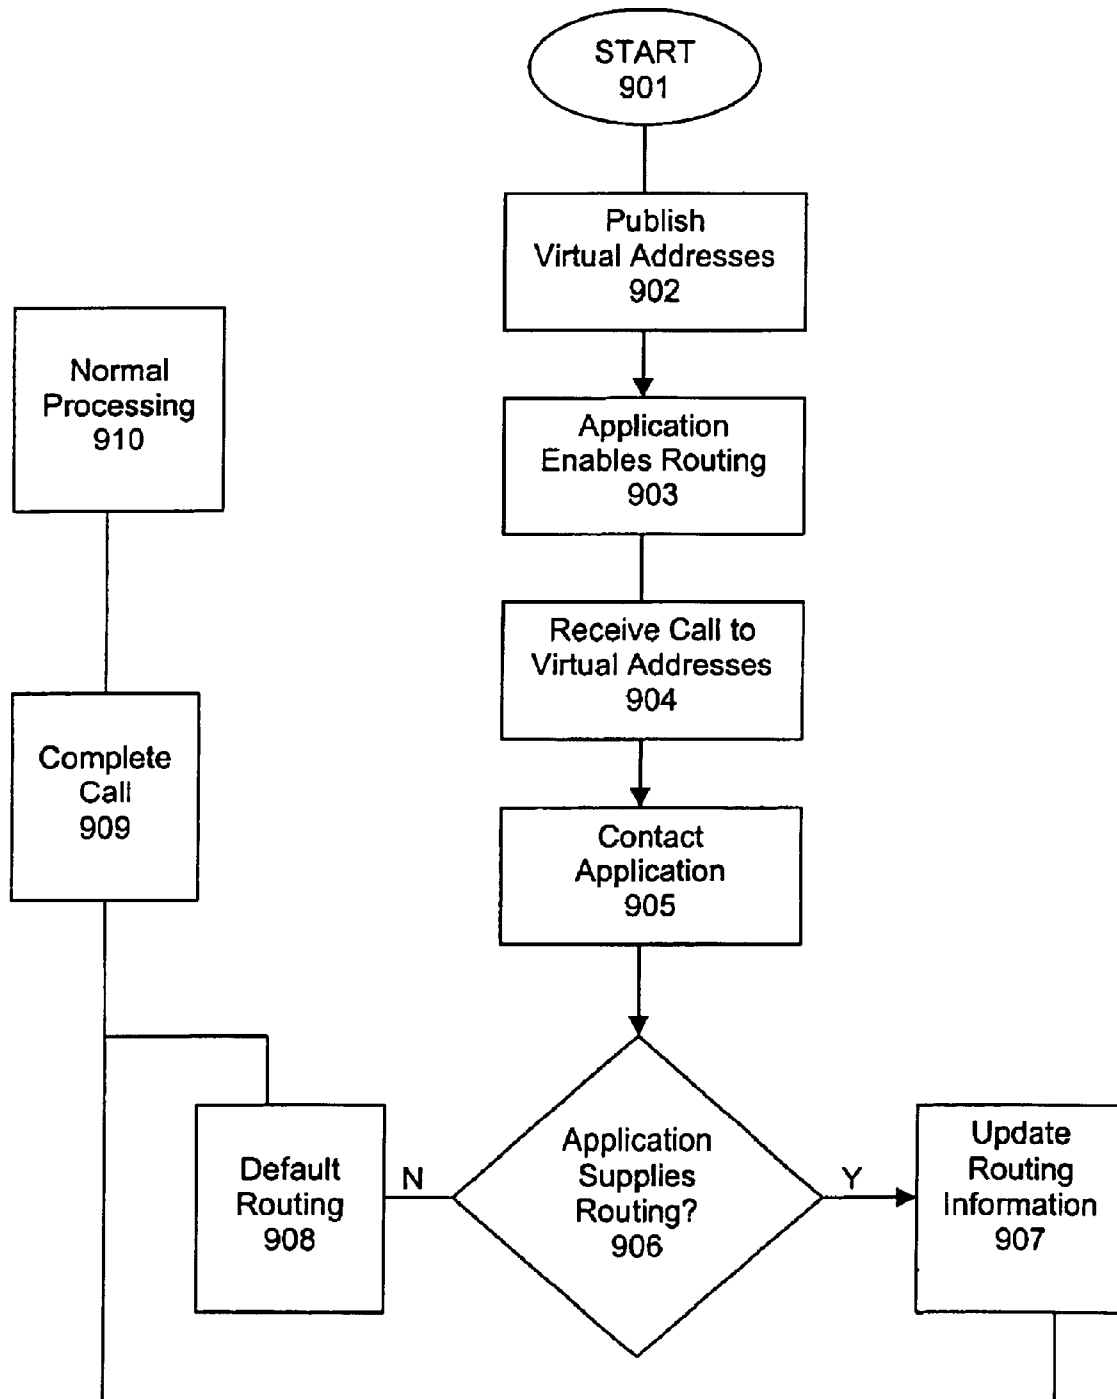 START
901
Publish
Virtual Addresses
902
Application
Enables Routing
903
Receive Call to
Virtual Addresses
904
Contact
Application
905
Application
Supplies
Routing?
906
Y
Update
Routing
Information
907
N
Default
Routing
908
Complete
Call
909
Normal
Processing
910